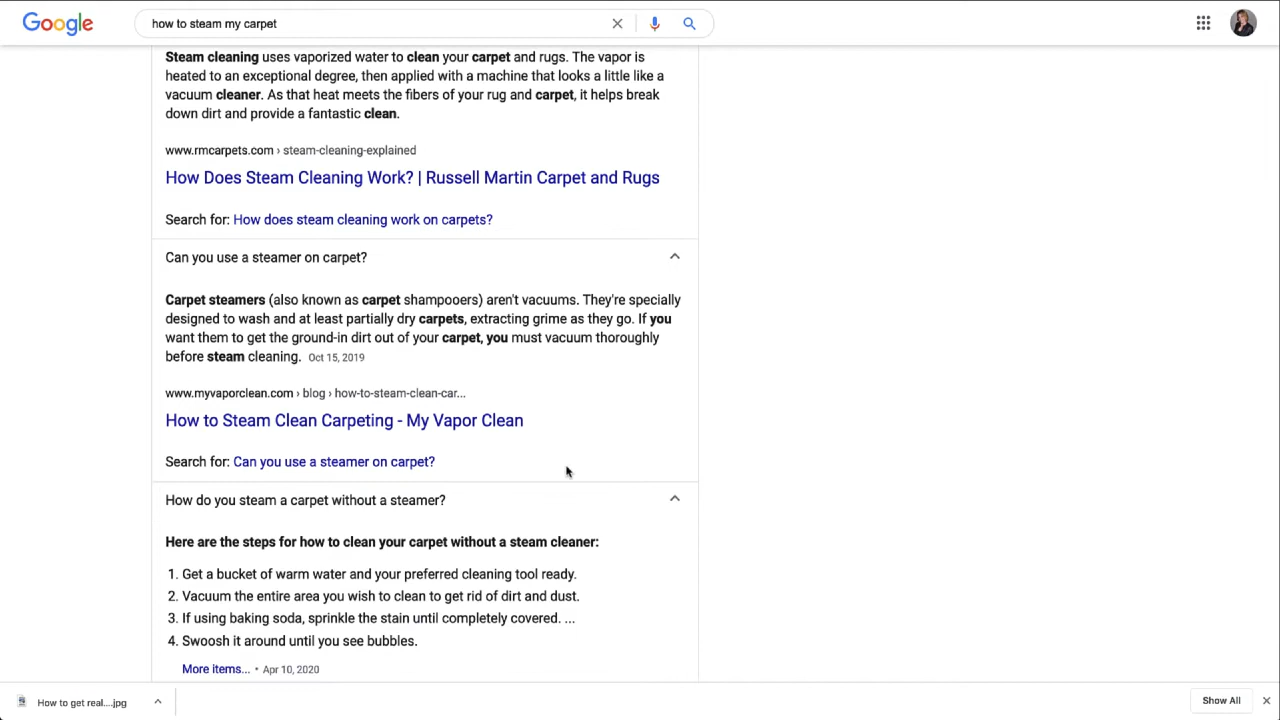 Google
how to steam my carpet
Steam cleaning uses vaporized water to clean your carpet and rugs. The vapor is
heated to an exceptional degree, then applied with a machine that looks a little like a
vacuum cleaner. As that heat meets the fibers of your rug and carpet, it helps break
down dirt and provide a fantastic clean.
www.rmcarpets.com › steam-cleaning-explained
How Does Steam Cleaning Work? | Russell Martin Carpet and Rugs
Search for: How does steam cleaning work on carpets?
Can you use a steamer on carpet?
Carpet steamers (also known as carpet shampooers) aren't vacuums. They're specially
designed to wash and at least partially dry carpets, extracting grime as they go. If you
want them to get the ground-in dirt out of your carpet, you must vacuum thoroughly
before steam cleaning. Oct 15, 2019
www.myvaporclean.com › blog › how-to-steam-clean-car...
How to Steam Clean Carpeting - My Vapor Clean
Search for: Can you use a steamer on carpet?
How do you steam a carpet without a steamer?
Here are the steps for how to clean your carpet without a steam cleaner:
1. Get a bucket of warm water and your preferred cleaning tool ready.
2. Vacuum the entire area you wish to clean to get rid of dirt and dust.
3. If using baking soda, sprinkle the stain until completely covered. ...
4. Swoosh it around until you see bubbles.
More items... • Apr 10, 2020
How to get real....jpg
Show All